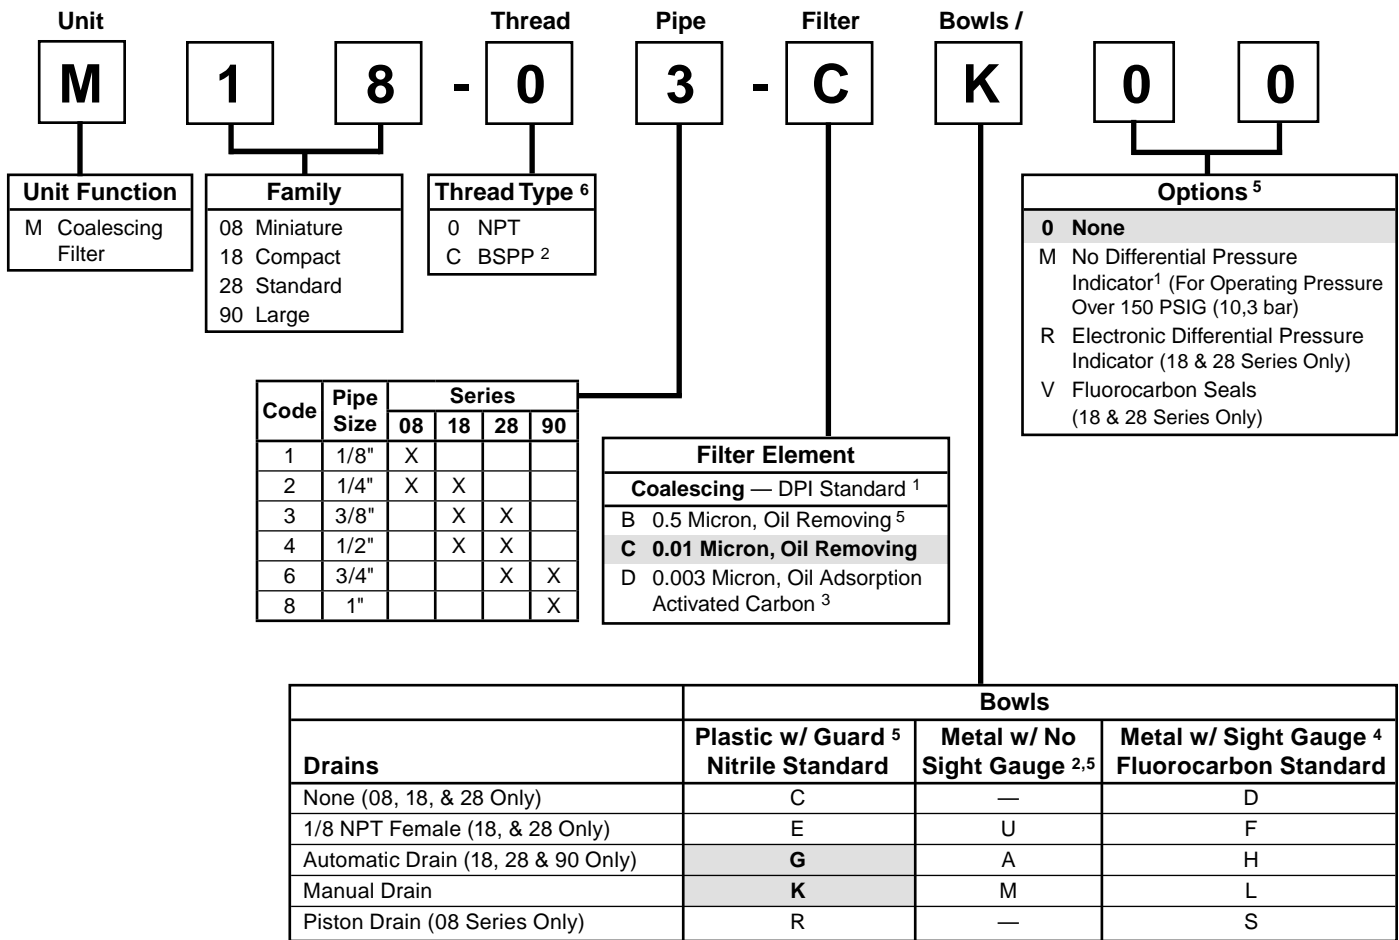 Unit Thread Pipe Filter Bowls /
M 1 8 - 0 3 - C K 0 0
Unit Function
M Coalescing
Filter
Family
08 Miniature
18 Compact
28 Standard
90 Large
Thread Type 6
0 NPT
C BSPP 2
Options 5
0 None
M No Differential Pressure
Indicator1 (For Operating Pressure
Over 150 PSIG (10,3 bar)
R Electronic Differential Pressure
Indicator (18 & 28 Series Only)
V Fluorocarbon Seals
(18 & 28 Series Only)
Code Pipe Size Series
08 18 28 90
1 1/8" X
2 1/4" X X
3 3/8" X X
4 1/2" X X
6 3/4" X X
8 1" X
Filter Element
Coalescing — DPI Standard 1
B 0.5 Micron, Oil Removing 5
C 0.01 Micron, Oil Removing
D 0.003 Micron, Oil Adsorption
Activated Carbon 3
Bowls
Drains
Plastic w/ Guard 5
Nitrile Standard
Metal w/ No
Sight Gauge 2,5
Metal w/ Sight Gauge 4
Fluorocarbon Standard
None (08, 18, & 28 Only) C — D
1/8 NPT Female (18, & 28 Only) E U F
Automatic Drain (18, 28 & 90 Only) G A H
Manual Drain K M L
Piston Drain (08 Series Only) R — S